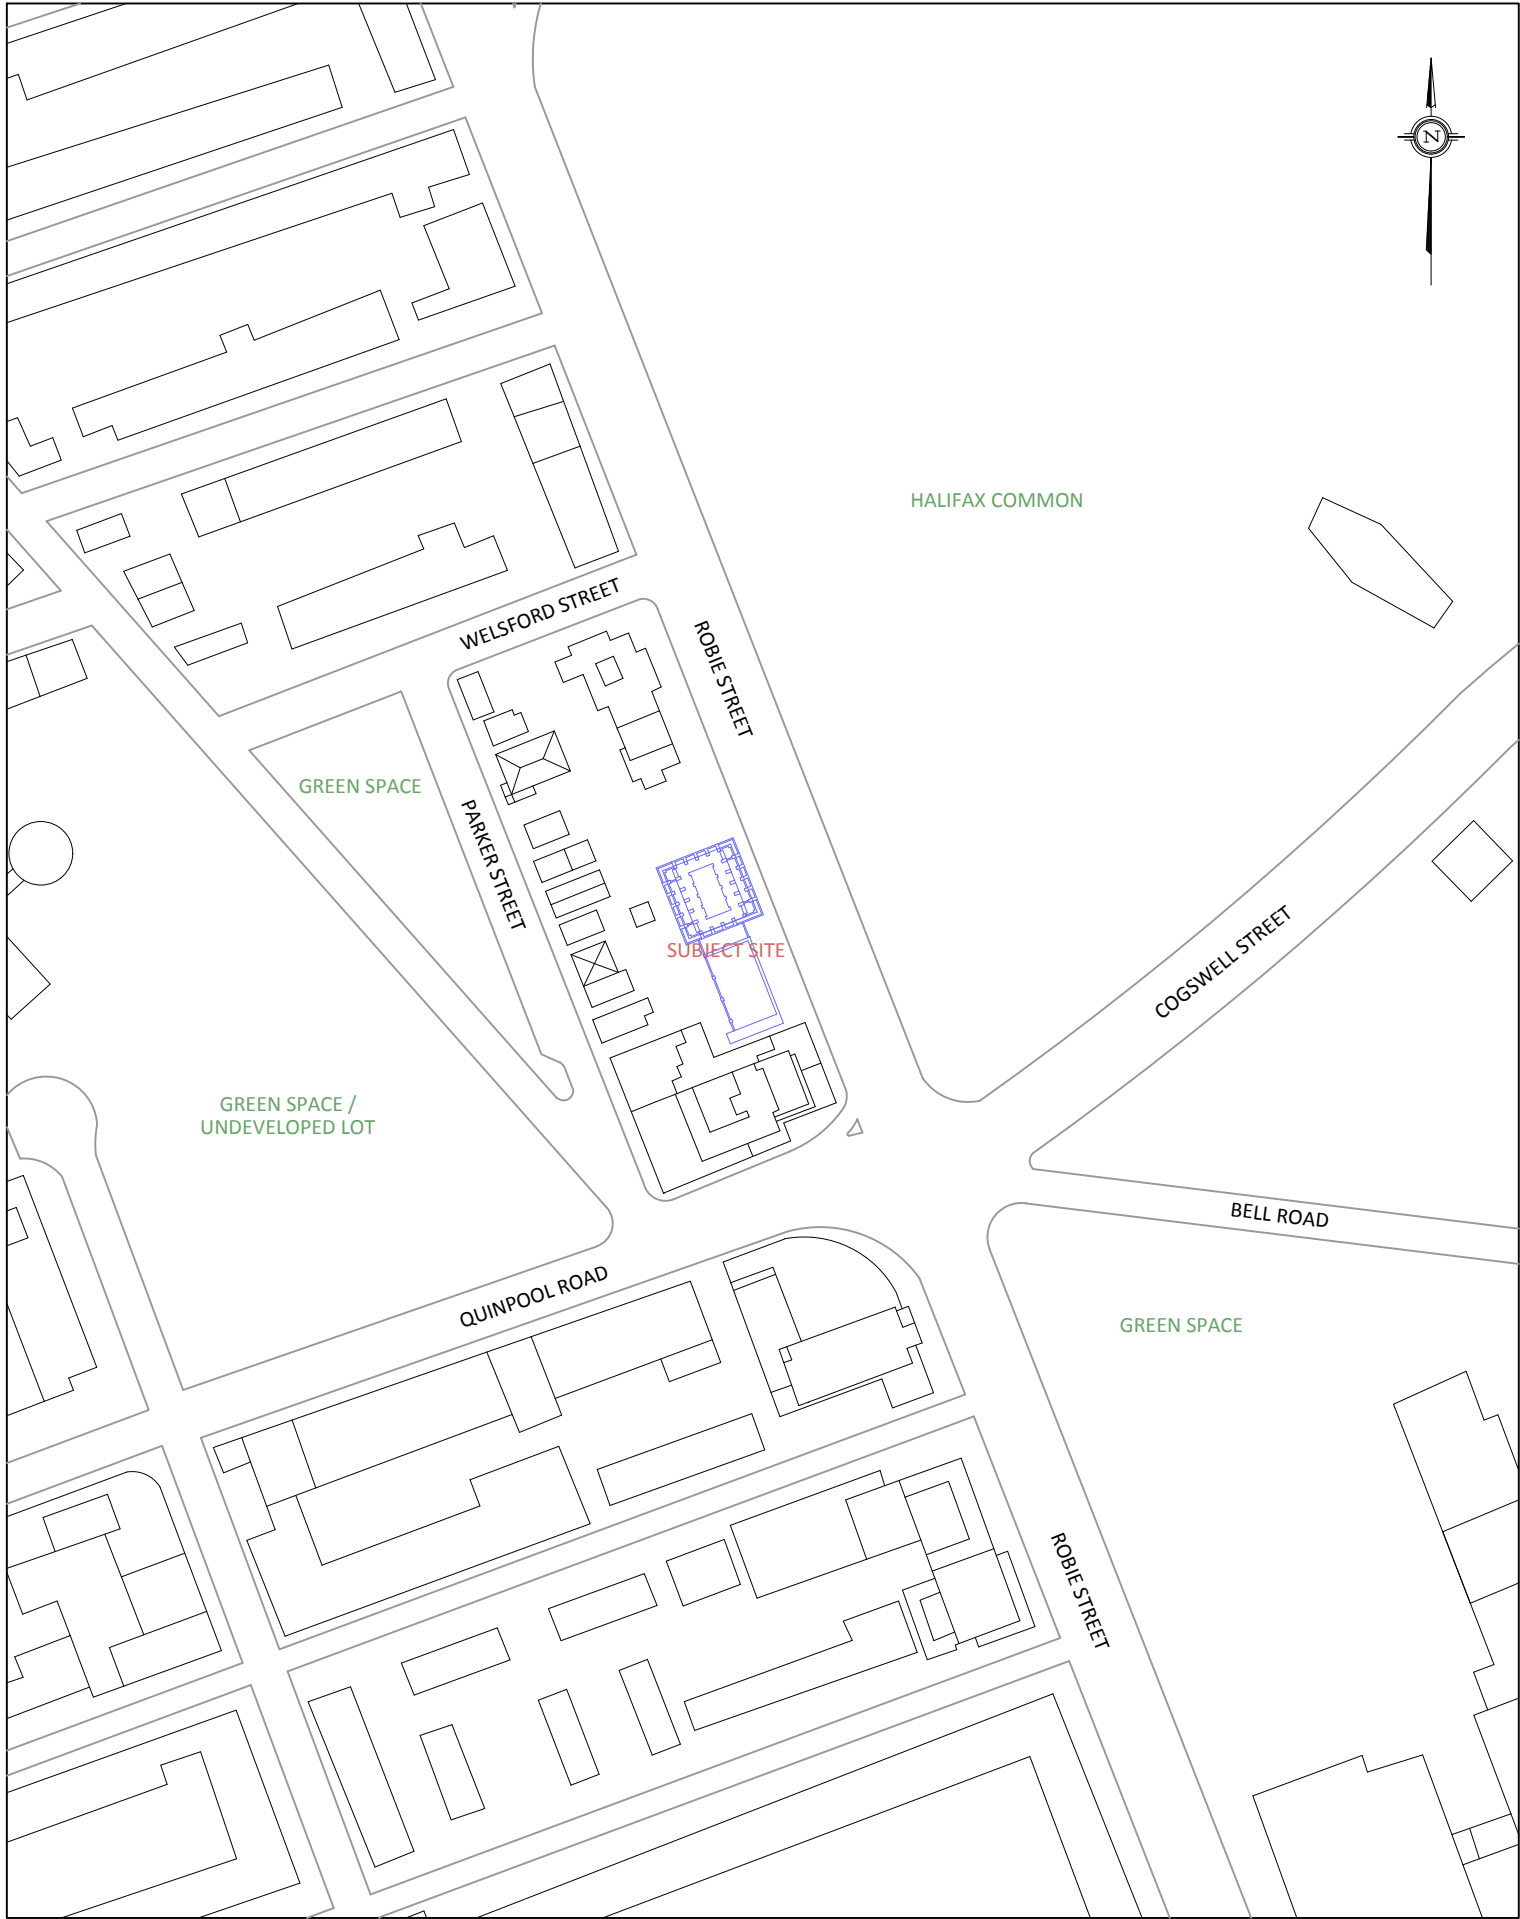 N
HALIFAX COMMON
WELSFORD STREET
ROBIE STREET
GREEN SPACE
PARKER STREET
SUBJECT SITE
COGSWELL STREET
GREEN SPACE /
UNDEVELOPED LOT
BELL ROAD
QUINPOOL ROAD
GREEN SPACE
ROBIE STREET